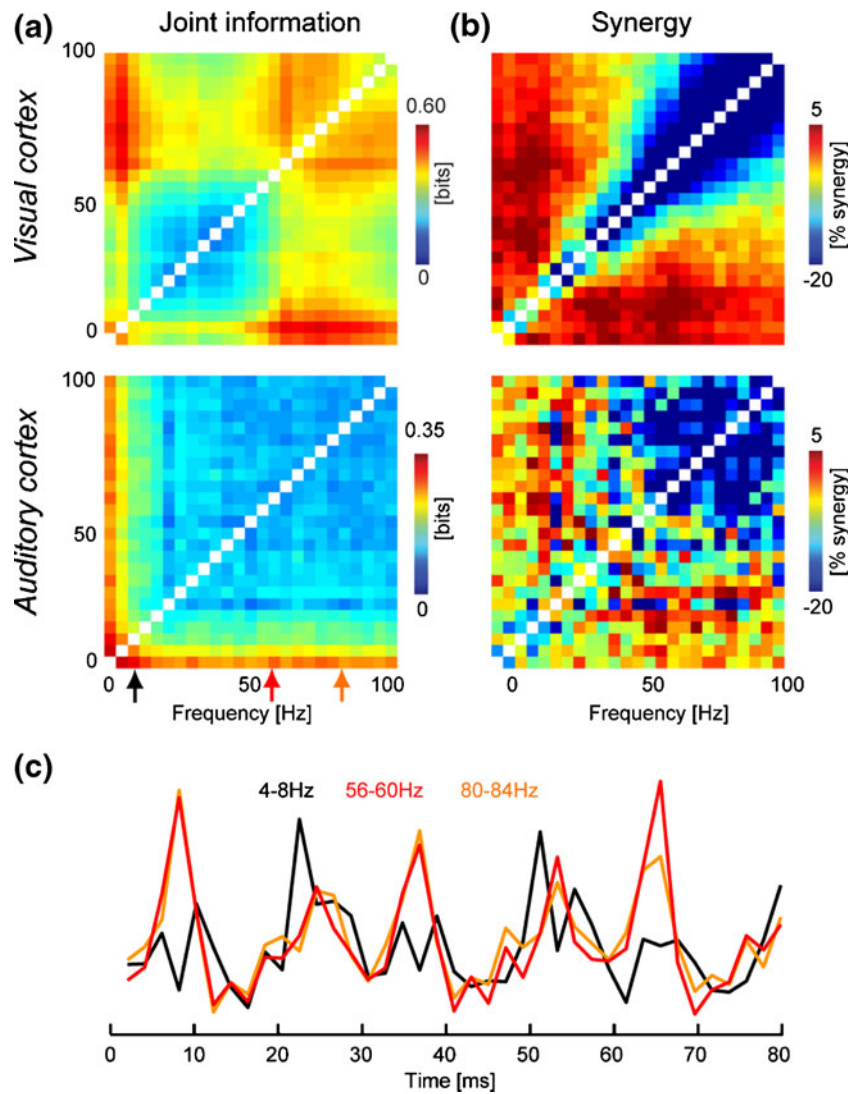 (a) Joint information
(b) Synergy
Visual cortex
100
50
0
0.60
[bits]
0
5
[% synergy]
-20
Auditory cortex
100
50
0
0.35
[bits]
0
5
[% synergy]
-20
0 50 100
Frequency [Hz]
0 50 100
Frequency [Hz]
(c)
4-8Hz 56-60Hz 80-84Hz
0 10 20 30 40 50 60 70 80
Time [ms]